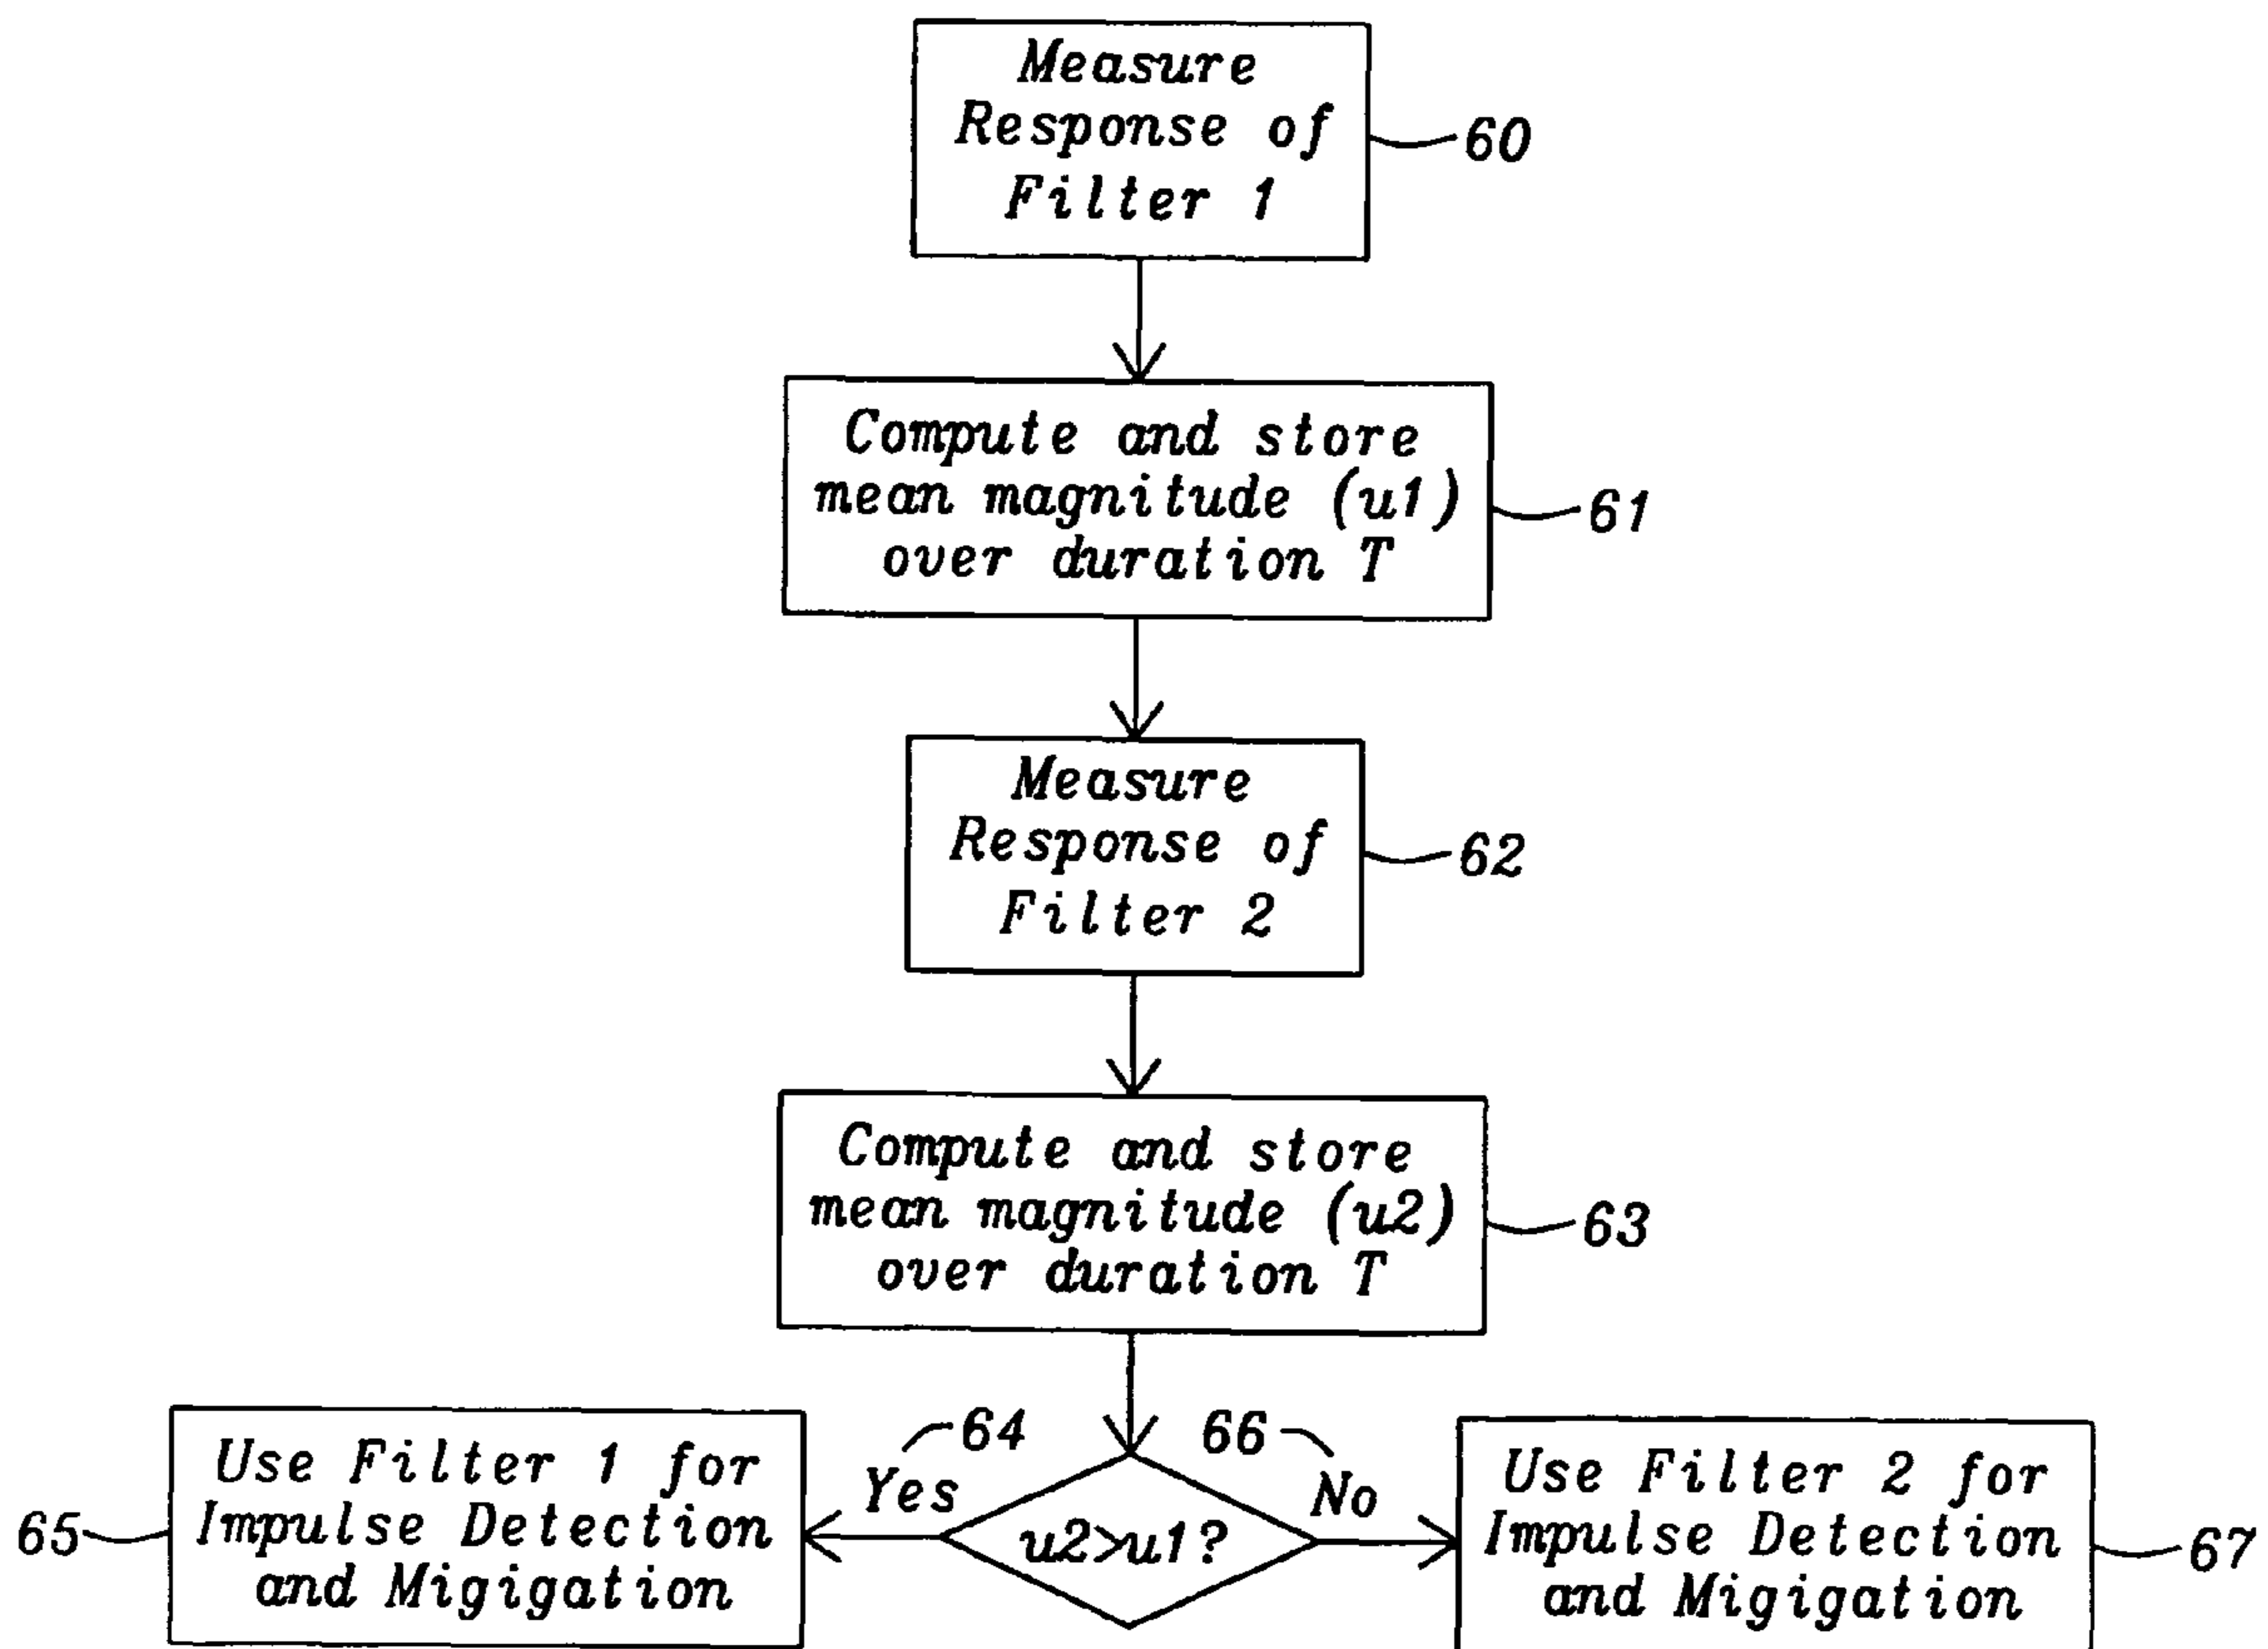 Measure
Response of
Filter 1
60
Compute and store
mean magnitude (u1)
over duration T
61
Measure
Response of
Filter 2
62
Compute and store
mean magnitude (u2)
over duration T
63
64
Yes
66
No
u2>u1?
Use Filter 1 for
Impulse Detection
and Migigation
65
Use Filter 2 for
Impulse Detection
and Migigation
67